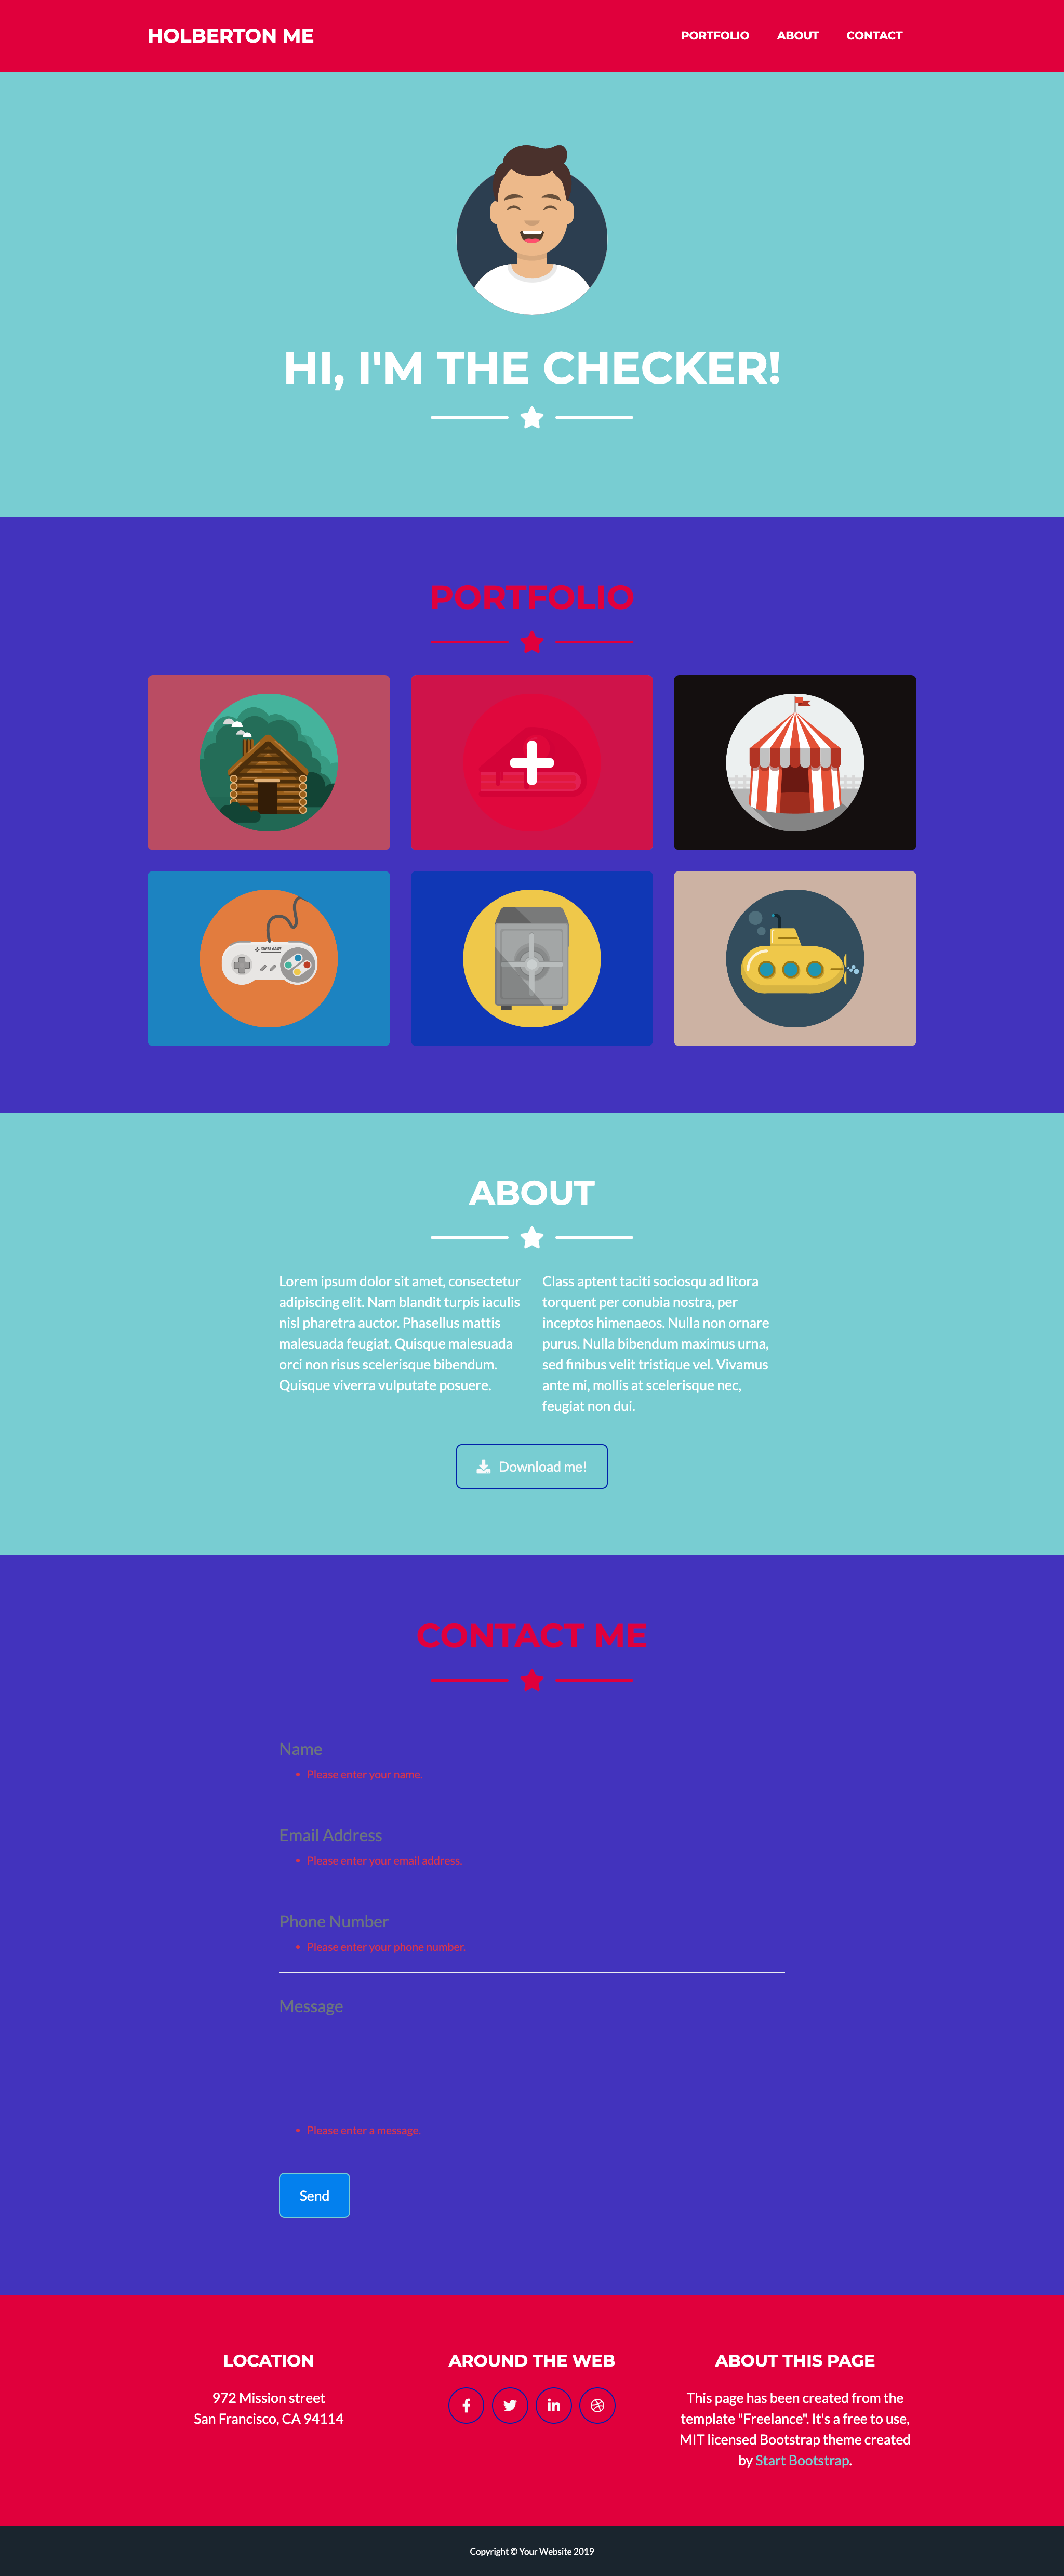 HOLBERTON ME
PORTFOLIO ABOUT CONTACT
HI, I'M THE CHECKER!
PORTFOLIO
SUPER GAME
ABOUT
Lorem ipsum dolor sit amet, consectetur
adipiscing elit. Nam blandit turpis iaculis
nisl pharetra auctor. Phasellus mattis
malesuada feugiat. Quisque malesuada
orci non risus scelerisque bibendum.
Quisque viverra vulputate posuere.
Class aptent taciti sociosqu ad litora
torquent per conubia nostra, per
inceptos himenaeos. Nulla non ornare
purus. Nulla bibendum maximus urna,
sed finibus velit tristique vel. Vivamus
ante mi, mollis at scelerisque nec,
feugiat non dui.
Download me!
CONTACT ME
Name
• Please enter your name.
Email Address
• Please enter your email address.
Phone Number
• Please enter your phone number.
Message
• Please enter a message.
Send
LOCATION
972 Mission street
San Francisco, CA 94114
AROUND THE WEB
ABOUT THIS PAGE
This page has been created from the
template "Freelance". It's a free to use,
MIT licensed Bootstrap theme created
by Start Bootstrap.
Copyright © Your Website 2019